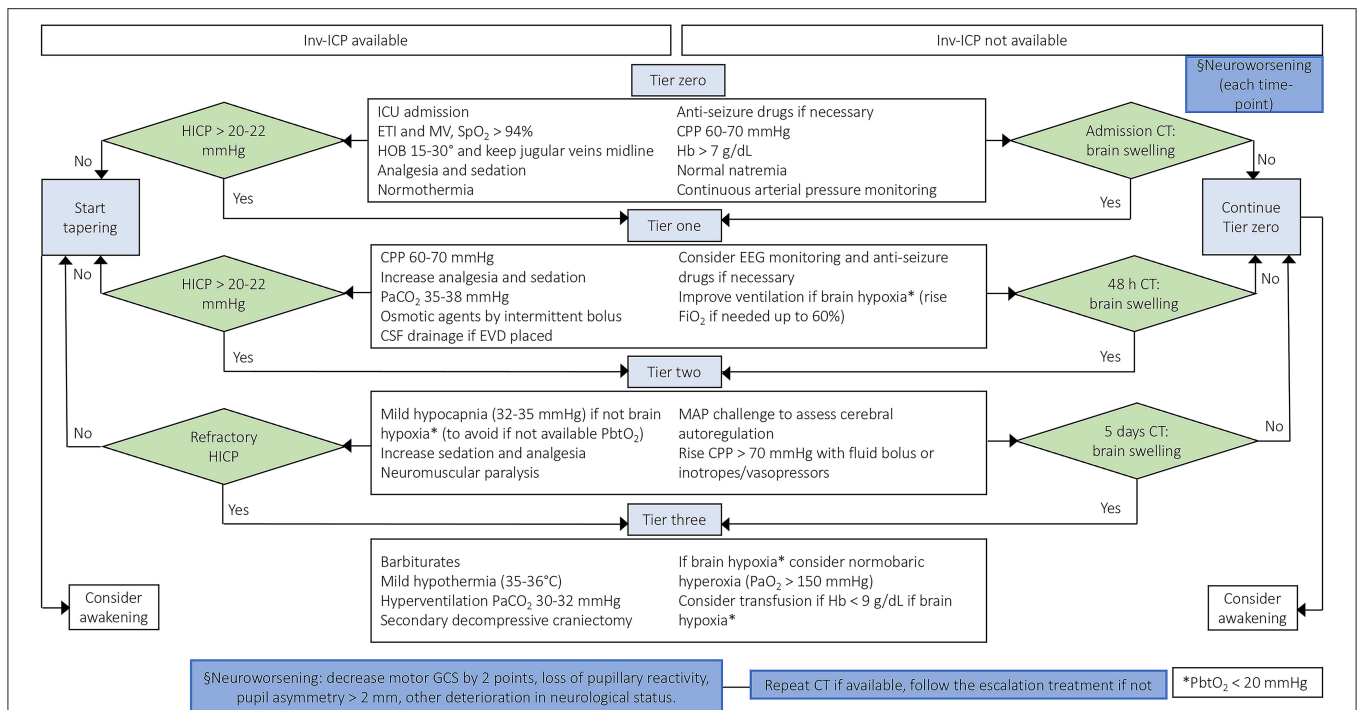 Inv-ICP available
Inv-ICP not available
§Neuroworsening
(each time-
point)
Tier zero
HICP > 20-22
mmHg
ICU admission
ETI and MV, SpO₂ > 94%
HOB 15-30° and keep jugular veins midline
Analgesia and sedation
Normothermia
Anti-seizure drugs if necessary
CPP 60-70 mmHg
Hb > 7 g/dL
Normal natremia
Continuous arterial pressure monitoring
Admission CT:
brain swelling
No
Yes
Yes
No
Start
tapering
Tier one
Continue
Tier zero
No
HICP > 20-22
mmHg
CPP 60-70 mmHg
Increase analgesia and sedation
PaCO₂ 35-38 mmHg
Osmotic agents by intermittent bolus
CSF drainage if EVD placed
Consider EEG monitoring and anti-seizure
drugs if necessary
Improve ventilation if brain hypoxia* (rise
FiO₂ if needed up to 60%)
48 h CT:
brain swelling
No
Yes
Yes
Tier two
No
Refractory
HICP
Mild hypocapnia (32-35 mmHg) if not brain
hypoxia* (to avoid if not available PbtO₂)
Increase sedation and analgesia
Neuromuscular paralysis
MAP challenge to assess cerebral
autoregulation
Rise CPP > 70 mmHg with fluid bolus or
inotropes/vasopressors
5 days CT:
brain swelling
No
Yes
Yes
Tier three
Barbiturates
Mild hypothermia (35-36°C)
Hyperventilation PaCO₂ 30-32 mmHg
Secondary decompressive craniectomy
If brain hypoxia* consider normobaric
hyperoxia (PaO₂ > 150 mmHg)
Consider transfusion if Hb < 9 g/dL if brain
hypoxia*
Consider
awakening
Consider
awakening
§Neuroworsening: decrease motor GCS by 2 points, loss of pupillary reactivity,
pupil asymmetry > 2 mm, other deterioration in neurological status.
Repeat CT if available, follow the escalation treatment if not
*PbtO₂ < 20 mmHg